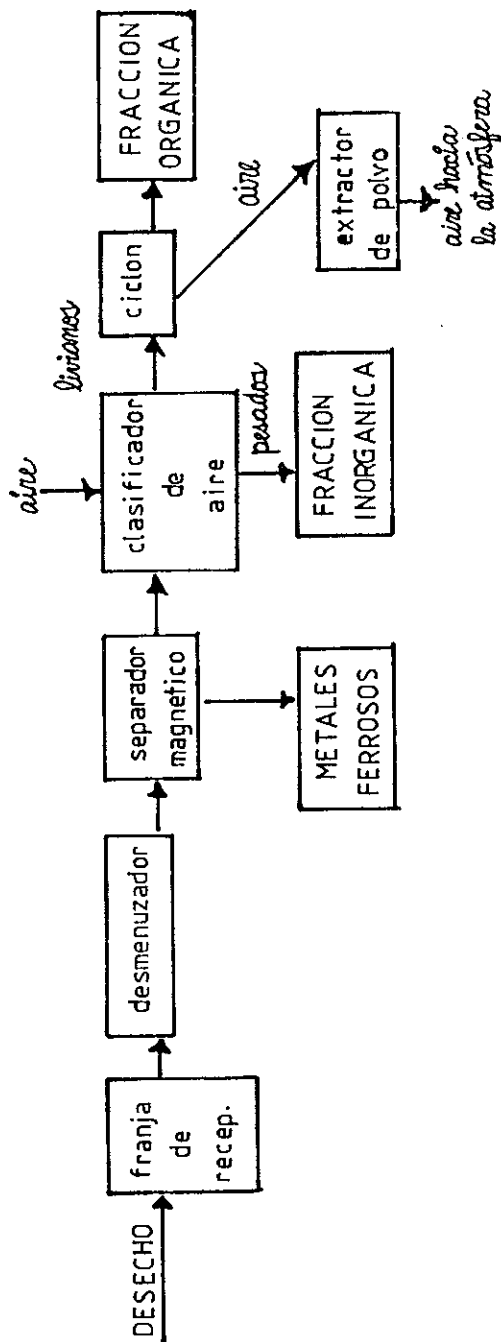 DESECHO
franja
de
recep.
desmenuzador
separador
magnético
METALES
FERROSOS
aire
clasificador
de
aire
pesados
FRACCION
INORGANICA
livianos
ciclon
FRACCION
ORGANICA
aire
extractor
de polvo
aire hacia
la atmósfera